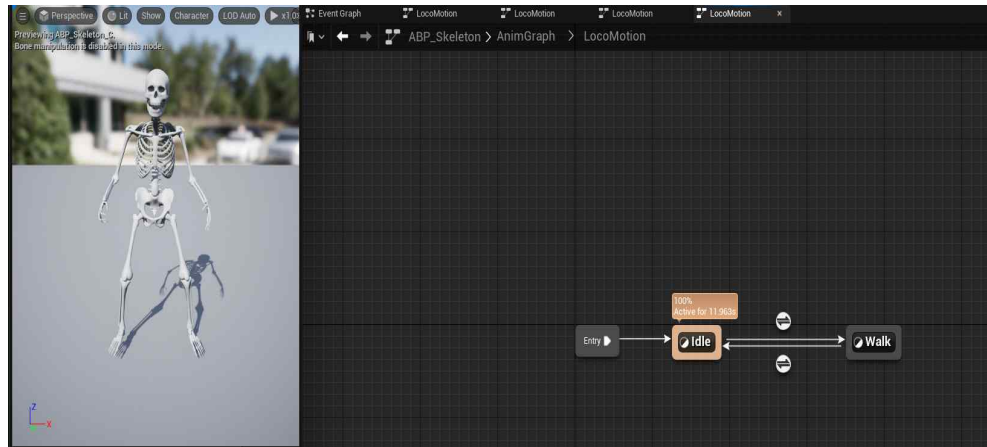 Perspective Lit Show Character LOD Auto x1.0
Previewing ABP_Skeleton_C.
Bone manipulation is disabled in this mode.
Z
X
Event Graph LocoMotion LocoMotion LocoMotion LocoMotion x
ABP_Skeleton > AnimGraph > LocoMotion
100%
Active for 11.963s
Entry Idle Walk